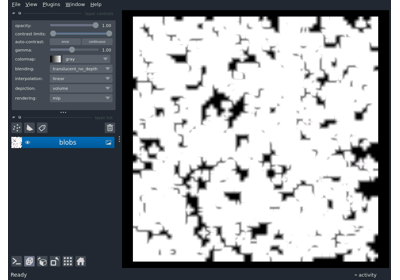 File View Plugins Window Help
opacity: 1.00
contrast limits:
auto-contrast: once continuous
gamma: 1.00
colormap: gray
blending: translucent_no_depth
interpolation: linear
depiction: volume
rendering: mip
blobs
Ready
activity